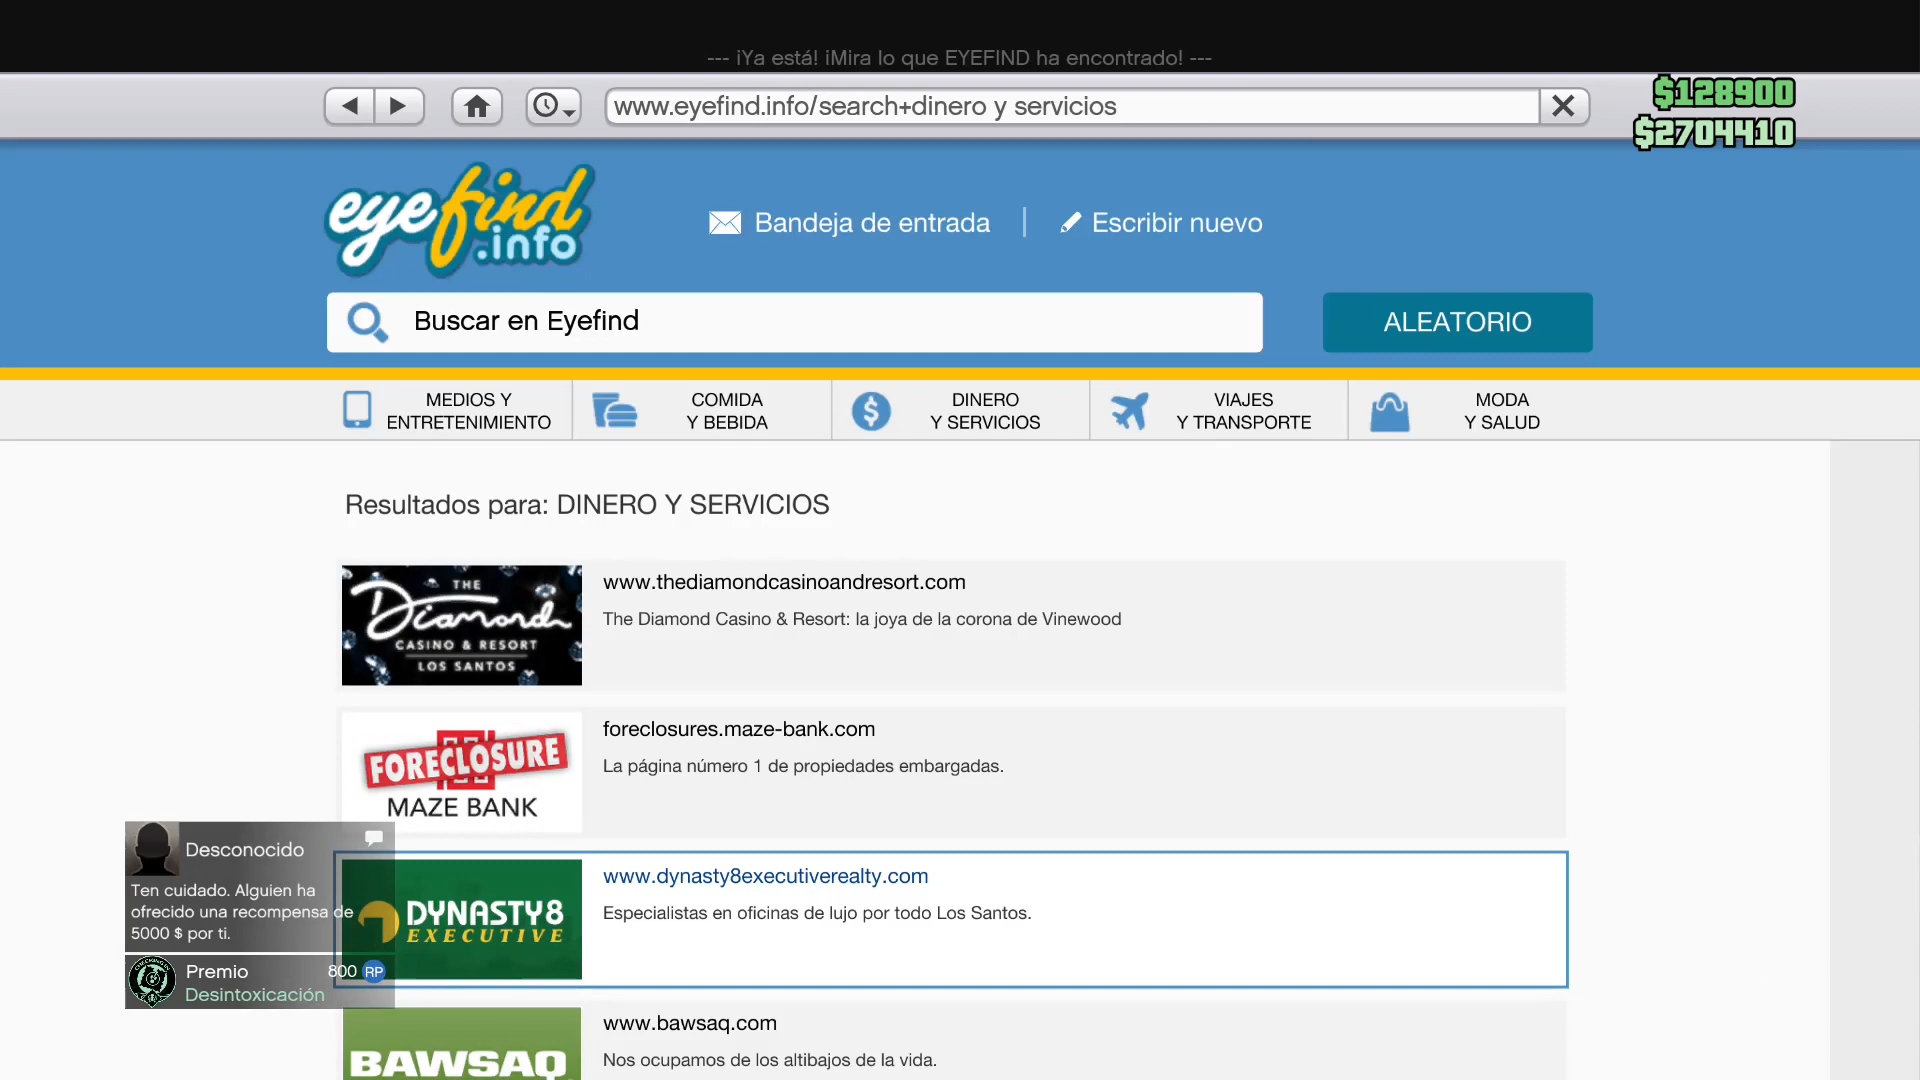 --- ¡Ya está! ¡Mira lo que EYEFIND ha encontrado! ---
www.eyefind.info/search+dinero y servicios
$128900
$2704410
eyefind
.info
Bandeja de entrada
Escribir nuevo
Buscar en Eyefind
ALEATORIO
MEDIOS Y
ENTRETENIMIENTO
COMIDA
Y BEBIDA
DINERO
Y SERVICIOS
VIAJES
Y TRANSPORTE
MODA
Y SALUD
Resultados para: DINERO Y SERVICIOS
THE
Diamond
CASINO & RESORT
LOS SANTOS
www.thediamondcasinoandresort.com
The Diamond Casino & Resort: la joya de la corona de Vinewood
FORECLOSURE
MAZE BANK
foreclosures.maze-bank.com
La página número 1 de propiedades embargadas.
Desconocido
Ten cuidado. Alguien ha
ofrecido una recompensa de
5000 $ por ti.
Premio 800 RP
Desintoxicación
DYNASTY8
EXECUTIVE
www.dynasty8executiverealty.com
Especialistas en oficinas de lujo por todo Los Santos.
BAWSAQ
www.bawsaq.com
Nos ocupamos de los altibajos de la vida.